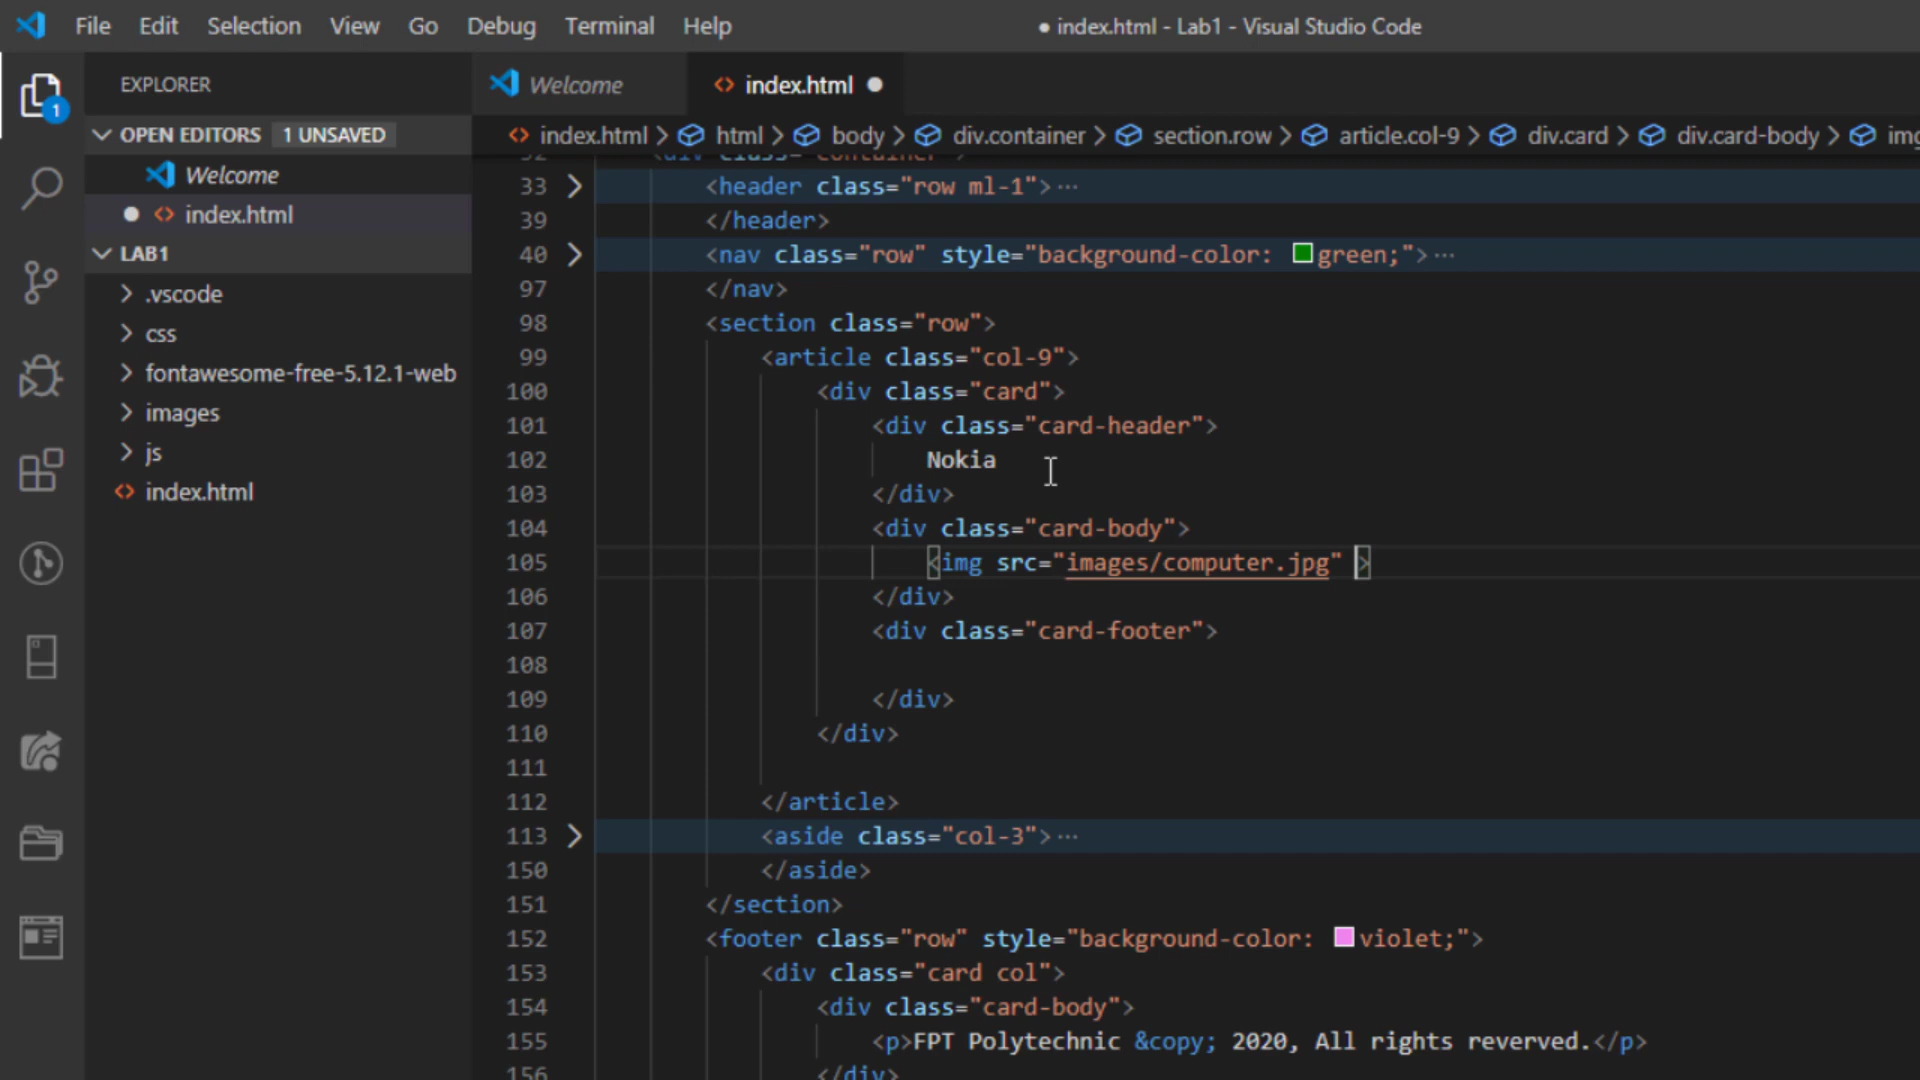 File Edit Selection View Go Debug Terminal Help
● index.html - Lab1 - Visual Studio Code
EXPLORER
1
OPEN EDITORS 1 UNSAVED
Welcome
index.html
LAB1
.vscode
css
fontawesome-free-5.12.1-web
images
js
index.html
Welcome
index.html
index.html > html > body > div.container > section.row > article.col-9 > div.card > div.card-body > img
32 <div class="container">
33 <header class="row ml-1">···
39 </header>
40 <nav class="row" style="background-color: green;">···
97 </nav>
98 <section class="row">
99 <article class="col-9">
100 <div class="card">
101 <div class="card-header">
102 Nokia
103 </div>
104 <div class="card-body">
105 <img src="images/computer.jpg" >
106 </div>
107 <div class="card-footer">
108
109 </div>
110 </div>
111
112 </article>
113 <aside class="col-3">···
150 </aside>
151 </section>
152 <footer class="row" style="background-color: violet;">
153 <div class="card col">
154 <div class="card-body">
155 <p>FPT Polytechnic &copy; 2020, All rights reverved.</p>
156 </div>